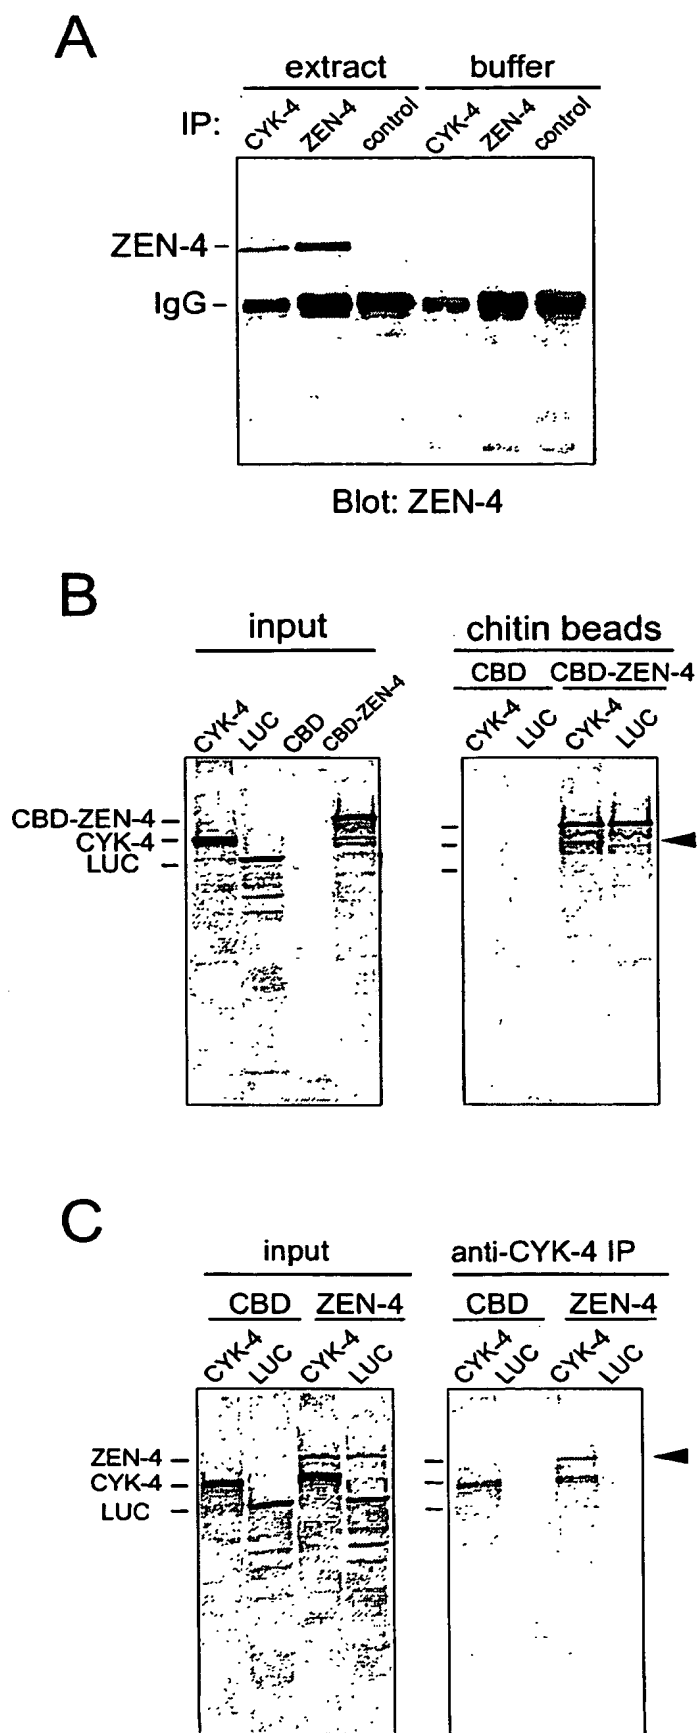 A
extract buffer
IP: CYK-4 ZEN-4 control CYK-4 ZEN-4 control
ZEN-4 –
IgG –
Blot: ZEN-4
B
input chitin beads
CBD CBD-ZEN-4
CYK-4 LUC CBD CBD-ZEN-4 CYK-4 LUC CYK-4 LUC
CBD-ZEN-4 –
CYK-4 –
LUC –
C
input anti-CYK-4 IP
CBD ZEN-4 CBD ZEN-4
CYK-4 LUC CYK-4 LUC CYK-4 LUC CYK-4 LUC
ZEN-4 –
CYK-4 –
LUC –